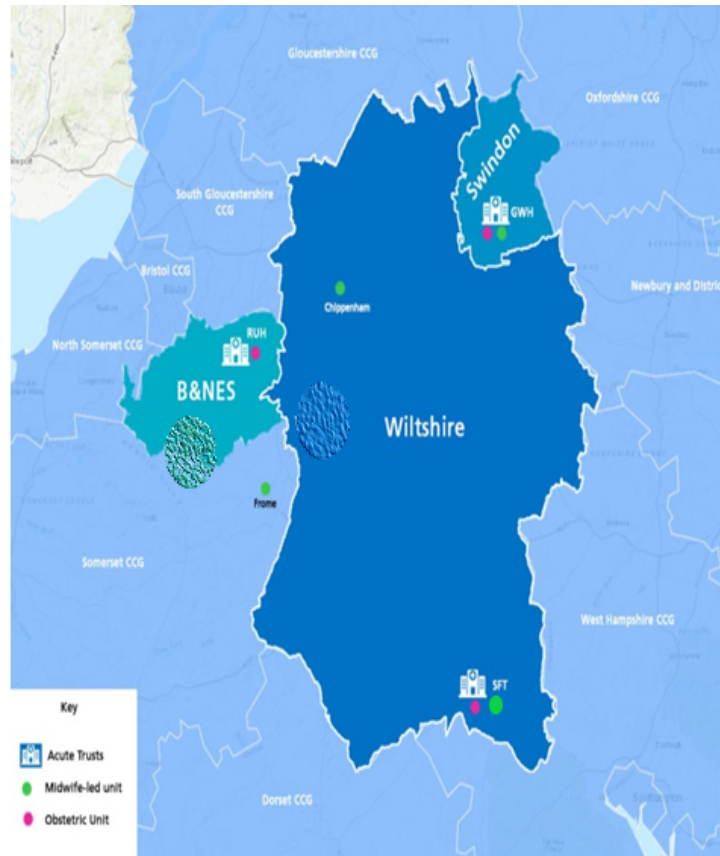 Gloucestershire CCG
Oxfordshire CCG
Swindon
South Gloucestershire
CCG
GWH
Bristol CCG
Newbury and Distric
Chippenham
North Somerset CCG
RUH
B&NES
Wiltshire
Frome
Somerset CCG
West Hampshire CCG
SFT
Key
Acute Trusts
Midwife-led unit
Obstetric Unit
Dorset CCG